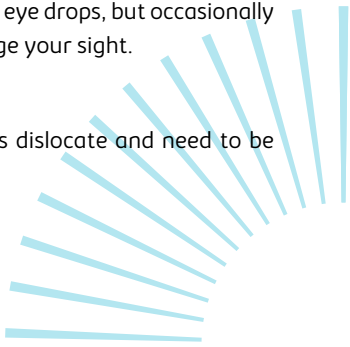 eye drops, but occasionally
ge your sight.
s dislocate and need to be